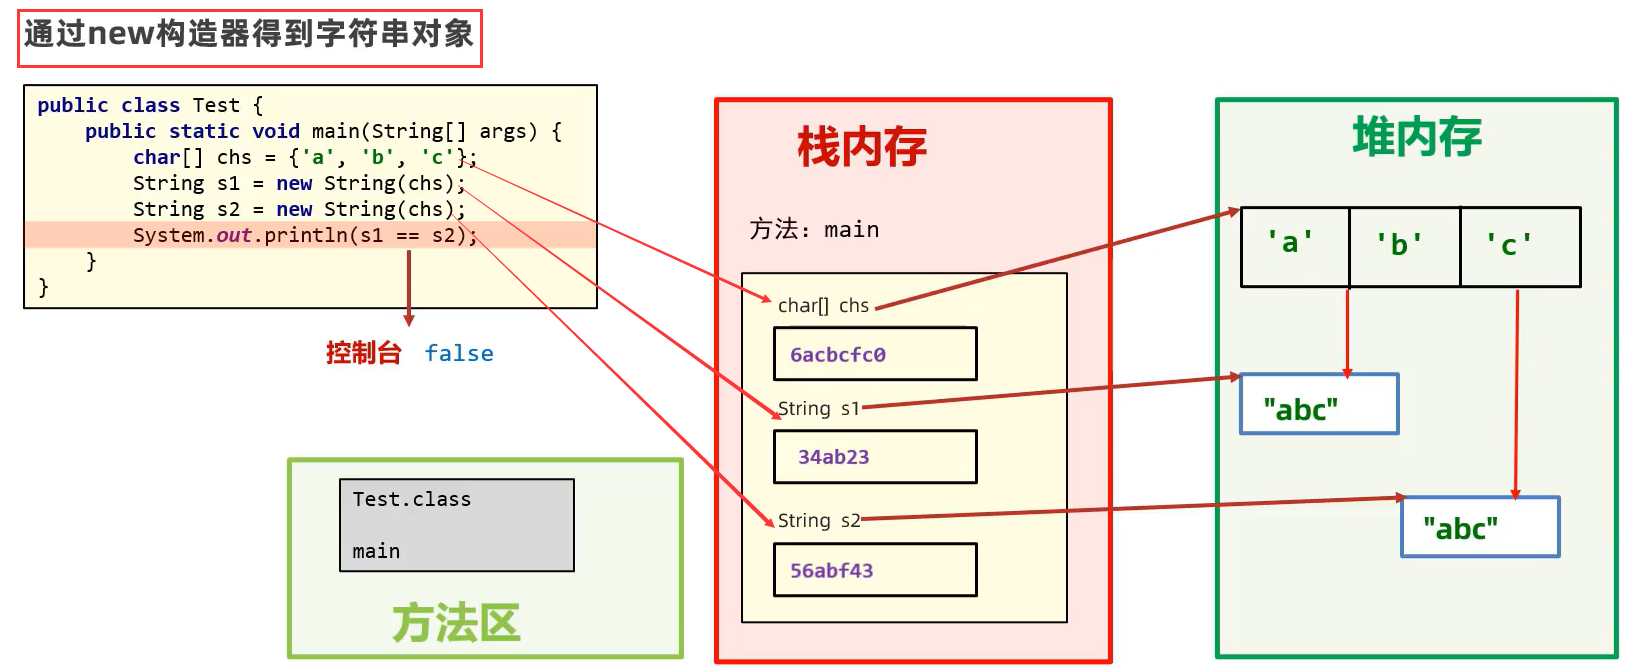 通过new构造器得到字符串对象
public class Test {
    public static void main(String[] args) {
        char[] chs = {'a', 'b', 'c'};
        String s1 = new String(chs);
        String s2 = new String(chs);
        System.out.println(s1 == s2);
    }
}
控制台 false
Test.class
main
方法区
栈内存
方法：main
char[] chs
6acbcfc0
String s1
34ab23
String s2
56abf43
堆内存
'a' 'b' 'c'
"abc"
"abc"